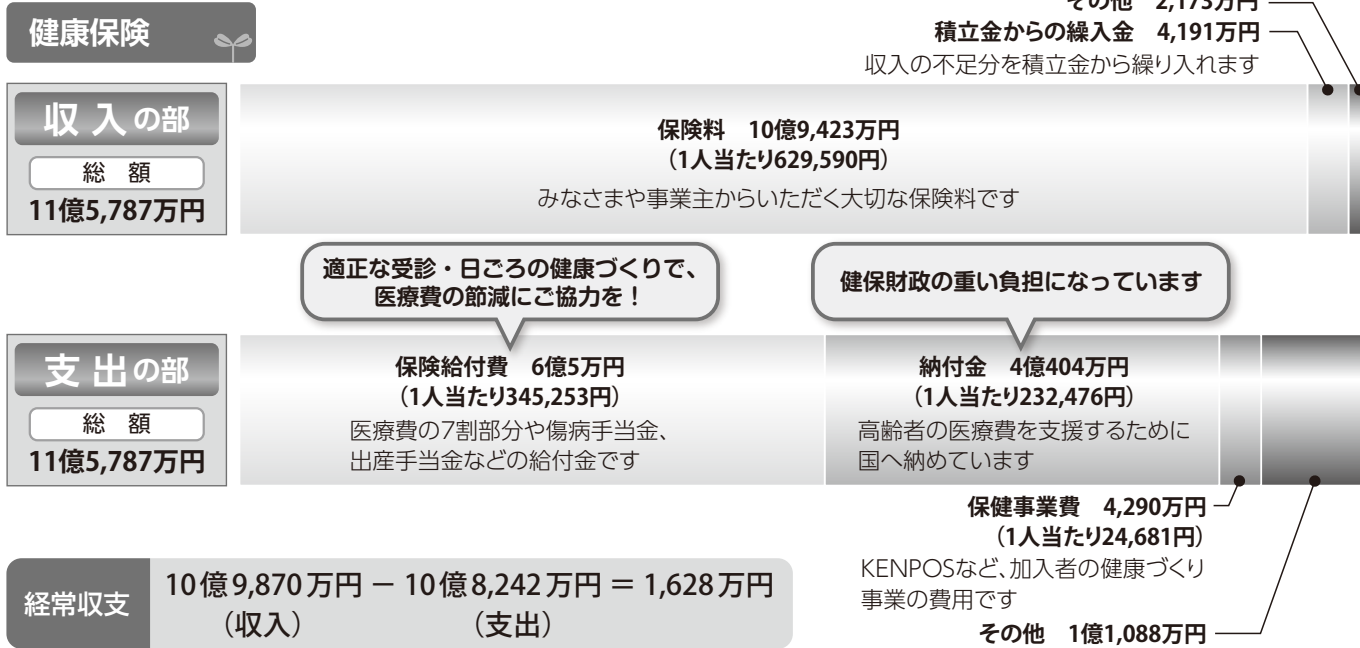 健康保険
その他　2,173万円
積立金からの繰入金　4,191万円
収入の不足分を積立金から繰り入れます
収入の部
総　額
11億5,787万円
保険料　10億9,423万円
（1人当たり629,590円）
みなさまや事業主からいただく大切な保険料です
適正な受診・日ごろの健康づくりで、
医療費の節減にご協力を！
健保財政の重い負担になっています
支出の部
総　額
11億5,787万円
保険給付費　6億5万円
（1人当たり345,253円）
医療費の7割部分や傷病手当金、
出産手当金などの給付金です
納付金　4億404万円
（1人当たり232,476円）
高齢者の医療費を支援するために
国へ納めています
保健事業費　4,290万円
（1人当たり24,681円）
KENPOSなど、加入者の健康づくり
事業の費用です
その他　1億1,088万円
経常収支
10億9,870万円 － 10億8,242万円 ＝ 1,628万円
（収入）　（支出）